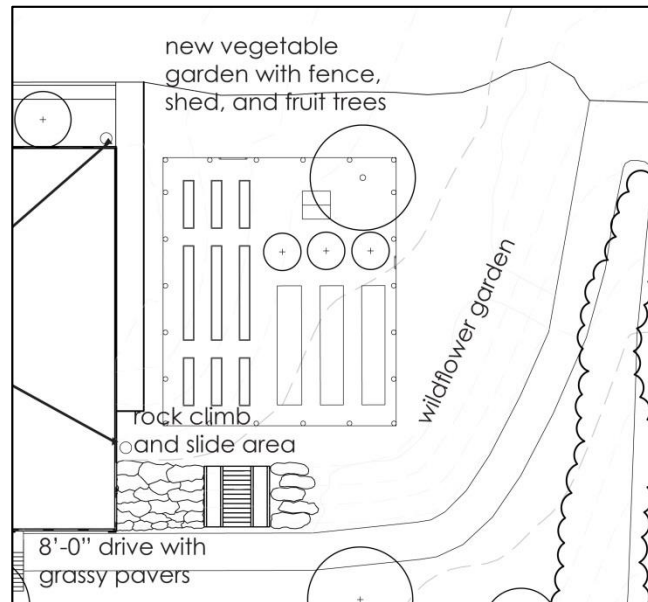 new vegetable
garden with fence,
shed, and fruit trees
wildflower garden
rock climb
and slide area
8'-0” drive with
grassy pavers